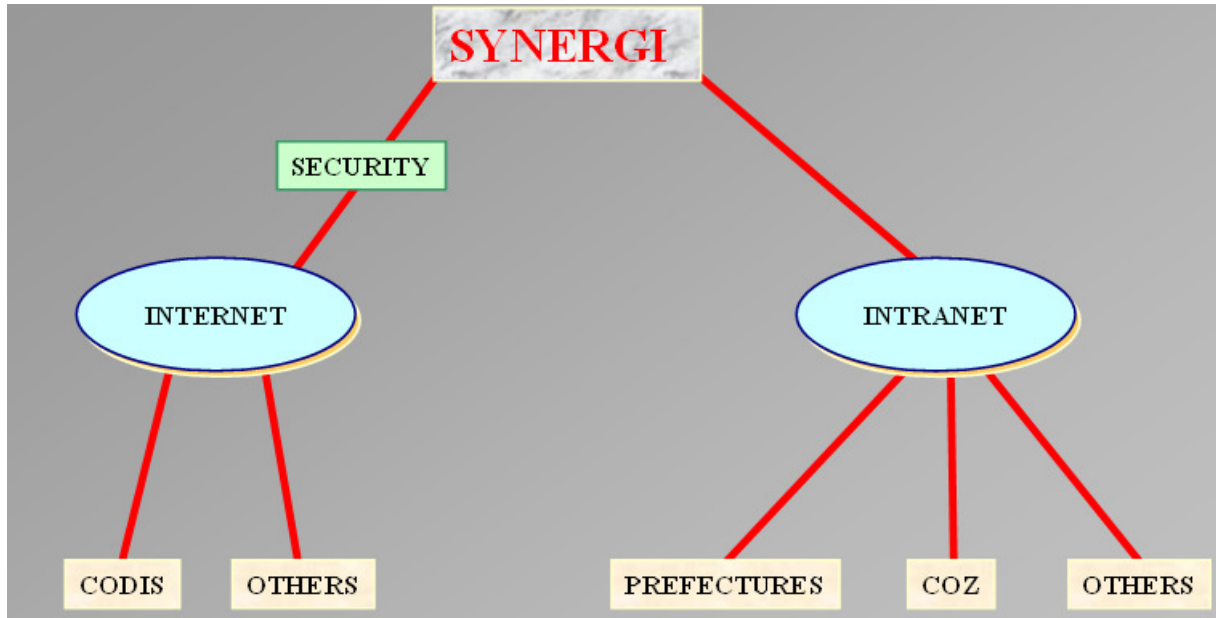 SYNERGI
SECURITY
INTERNET
INTRANET
CODIS
OTHERS
PREFECTURES
COZ
OTHERS